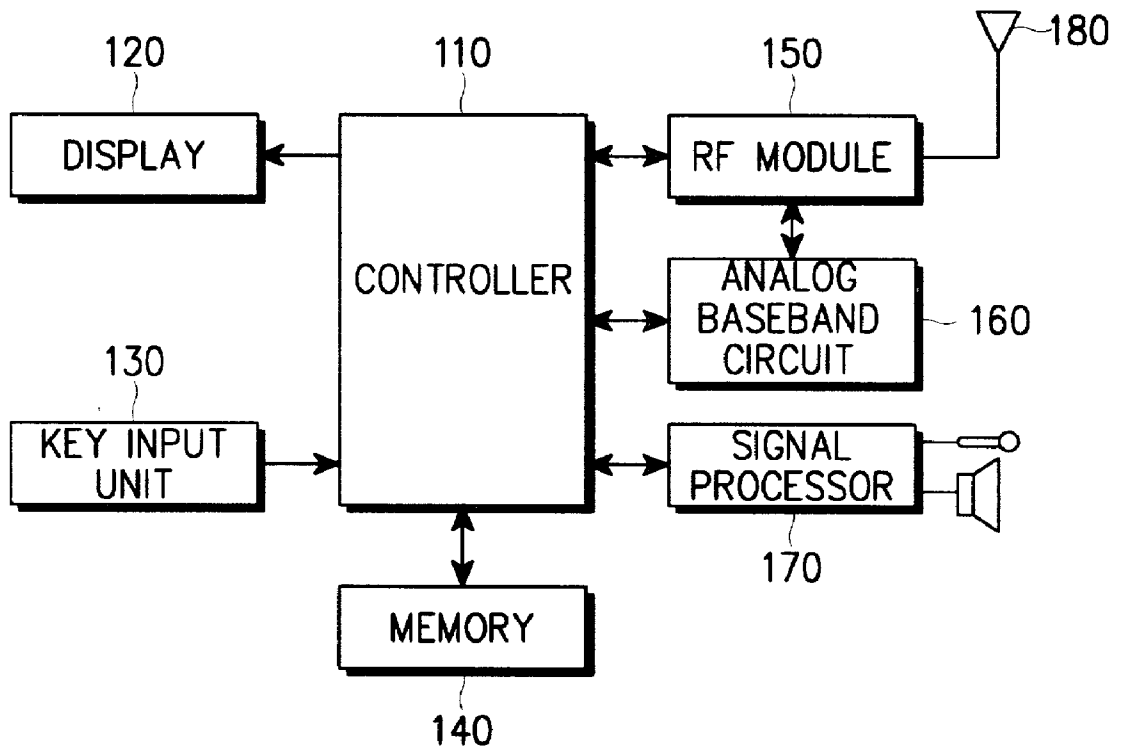 120
110
150
180
DISPLAY
RF MODULE
CONTROLLER
ANALOG
BASEBAND
CIRCUIT
160
130
KEY INPUT
UNIT
SIGNAL
PROCESSOR
170
MEMORY
140